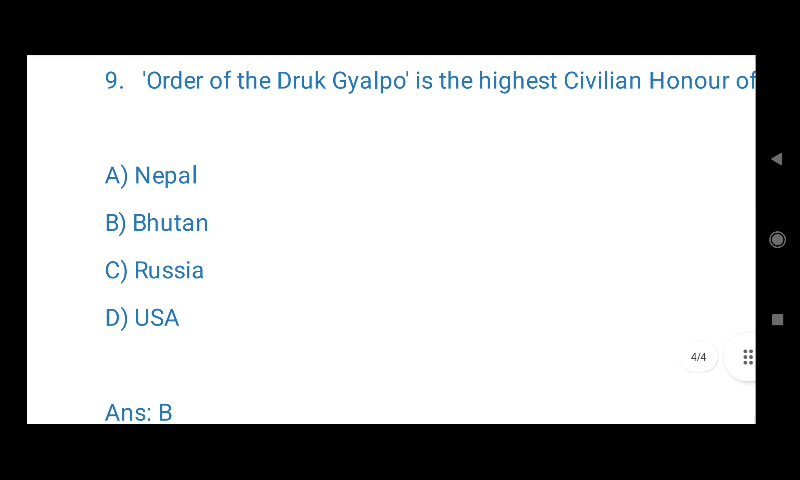 9. 'Order of the Druk Gyalpo' is the highest Civilian Honour of
A) Nepal
B) Bhutan
C) Russia
D) USA
4/4
Ans: B